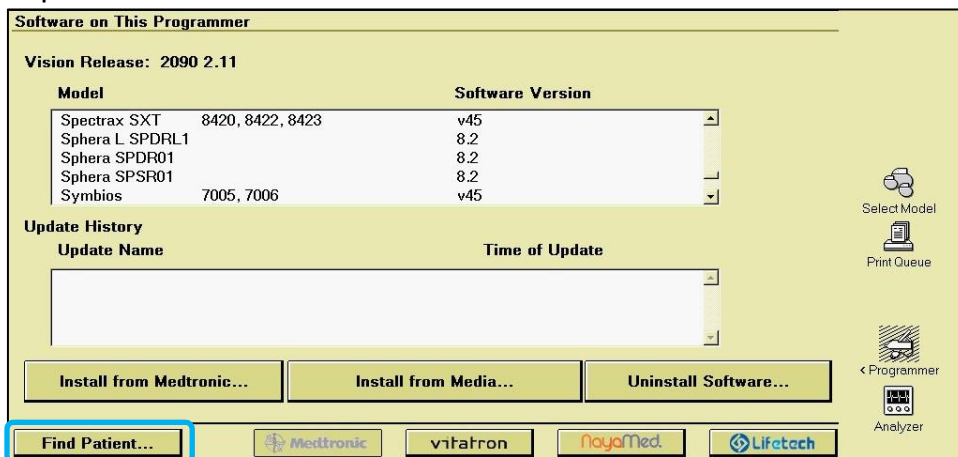 Software on This Programmer
Vision Release: 2090 2.11
Model Software Version
Spectrax SXT 8420, 8422, 8423 v45
Sphera L SPDRL1 8.2
Sphera SPDR01 8.2
Sphera SPSR01 8.2
Symbios 7005, 7006 v45
Select Model
Update History
Update Name Time of Update
Print Queue
Install from Medtronic... Install from Media... Uninstall Software...
< Programmer
Analyzer
Find Patient... Medtronic vitatron NayaMed. Lifetech